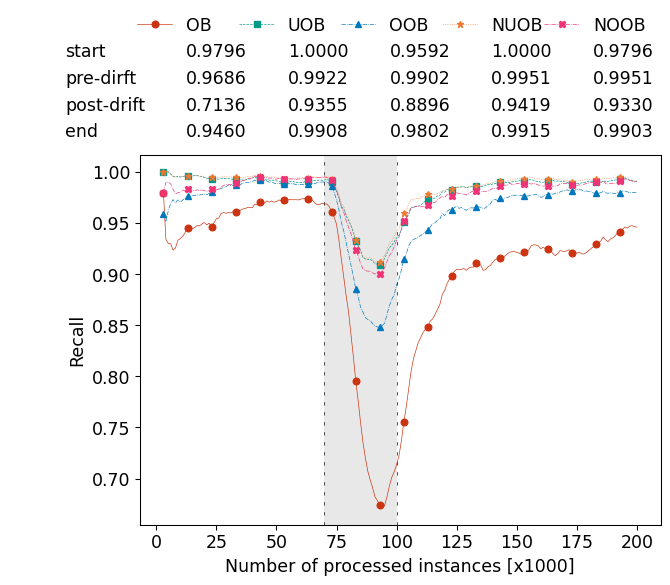 OB UOB OOB NUOB NOOB
start 0.9796 1.0000 0.9592 1.0000 0.9796
pre-dirft 0.9686 0.9922 0.9902 0.9951 0.9951
post-drift 0.7136 0.9355 0.8896 0.9419 0.9330
end 0.9460 0.9908 0.9802 0.9915 0.9903
1.00
0.95
0.90
0.85
0.80
0.75
0.70
Recall
0 25 50 75 100 125 150 175 200
Number of processed instances [x1000]